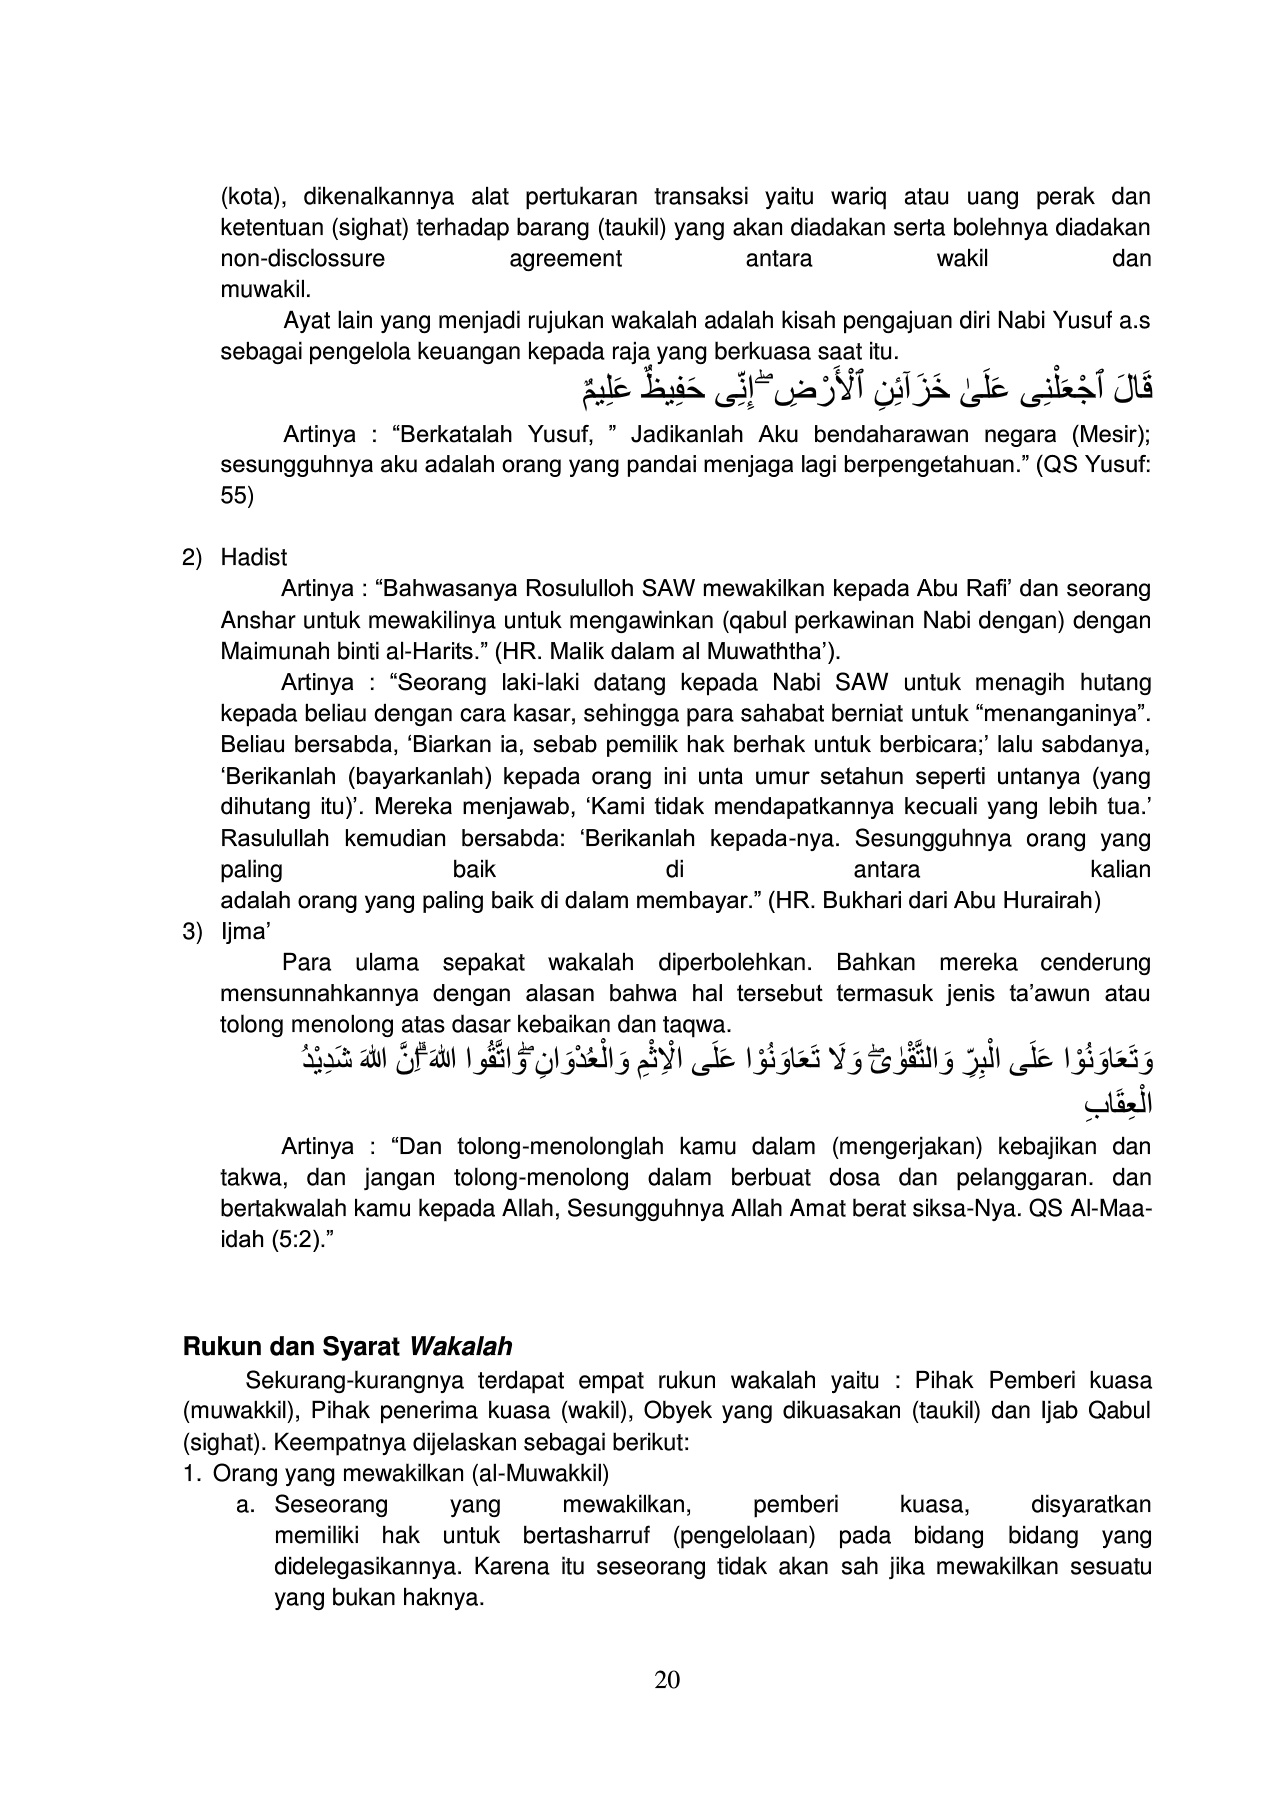 (kota), dikenalkannya alat pertukaran transaksi yaitu wariq atau uang perak dan
ketentuan (sighat) terhadap barang (taukil) yang akan diadakan serta bolehnya diadakan
non-disclossure agreement antara wakil dan
muwakil.
Ayat lain yang menjadi rujukan wakalah adalah kisah pengajuan diri Nabi Yusuf a.s
sebagai pengelola keuangan kepada raja yang berkuasa saat itu.
قَالَ ٱجْعَلْنِى عَلَىٰ خَزَآئِنِ ٱلْأَرْضِ ۖ إِنِّى حَفِيظٌ عَلِيمٌ
Artinya : “Berkatalah Yusuf, ” Jadikanlah Aku bendaharawan negara (Mesir);
sesungguhnya aku adalah orang yang pandai menjaga lagi berpengetahuan.” (QS Yusuf:
55)
2) Hadist
Artinya : “Bahwasanya Rosululloh SAW mewakilkan kepada Abu Rafi’ dan seorang
Anshar untuk mewakilinya untuk mengawinkan (qabul perkawinan Nabi dengan) dengan
Maimunah binti al-Harits.” (HR. Malik dalam al Muwaththa’).
Artinya : “Seorang laki-laki datang kepada Nabi SAW untuk menagih hutang
kepada beliau dengan cara kasar, sehingga para sahabat berniat untuk “menanganinya”.
Beliau bersabda, ‘Biarkan ia, sebab pemilik hak berhak untuk berbicara;’ lalu sabdanya,
‘Berikanlah (bayarkanlah) kepada orang ini unta umur setahun seperti untanya (yang
dihutang itu)’. Mereka menjawab, ‘Kami tidak mendapatkannya kecuali yang lebih tua.’
Rasulullah kemudian bersabda: ‘Berikanlah kepada-nya. Sesungguhnya orang yang
paling baik di antara kalian
adalah orang yang paling baik di dalam membayar.” (HR. Bukhari dari Abu Hurairah)
3) Ijma’
Para ulama sepakat wakalah diperbolehkan. Bahkan mereka cenderung
mensunnahkannya dengan alasan bahwa hal tersebut termasuk jenis ta’awun atau
tolong menolong atas dasar kebaikan dan taqwa.
وَتَعَاوَنُوْا عَلَى الْبِرِّ وَالتَّقْوٰىۖ وَلَا تَعَاوَنُوْا عَلَى الْاِثْمِ وَالْعُدْوَانِ ۖوَاتَّقُوا اللهَ ۗاِنَّ اللهَ شَدِيْدُ
الْعِقَابِ
Artinya : “Dan tolong-menolonglah kamu dalam (mengerjakan) kebajikan dan
takwa, dan jangan tolong-menolong dalam berbuat dosa dan pelanggaran. dan
bertakwalah kamu kepada Allah, Sesungguhnya Allah Amat berat siksa-Nya. QS Al-Maa-
idah (5:2).”
Rukun dan Syarat Wakalah
Sekurang-kurangnya terdapat empat rukun wakalah yaitu : Pihak Pemberi kuasa
(muwakkil), Pihak penerima kuasa (wakil), Obyek yang dikuasakan (taukil) dan Ijab Qabul
(sighat). Keempatnya dijelaskan sebagai berikut:
1. Orang yang mewakilkan (al-Muwakkil)
a. Seseorang yang mewakilkan, pemberi kuasa, disyaratkan
memiliki hak untuk bertasharruf (pengelolaan) pada bidang bidang yang
didelegasikannya. Karena itu seseorang tidak akan sah jika mewakilkan sesuatu
yang bukan haknya.
20